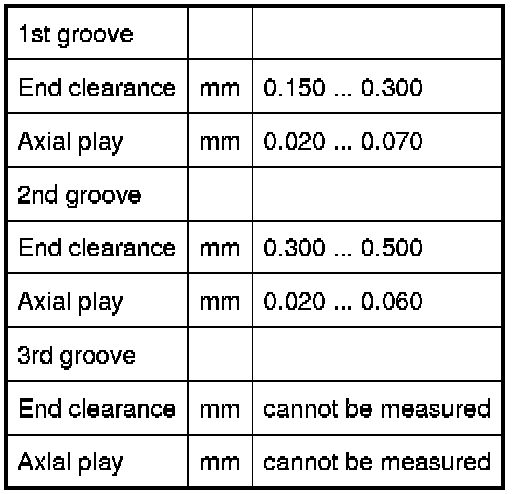 1st groove
End clearance mm 0.150 ... 0.300
Axial play mm 0.020 ... 0.070
2nd groove
End clearance mm 0.300 ... 0.500
Axial play mm 0.020 ... 0.060
3rd groove
End clearance mm cannot be measured
Axial play mm cannot be measured